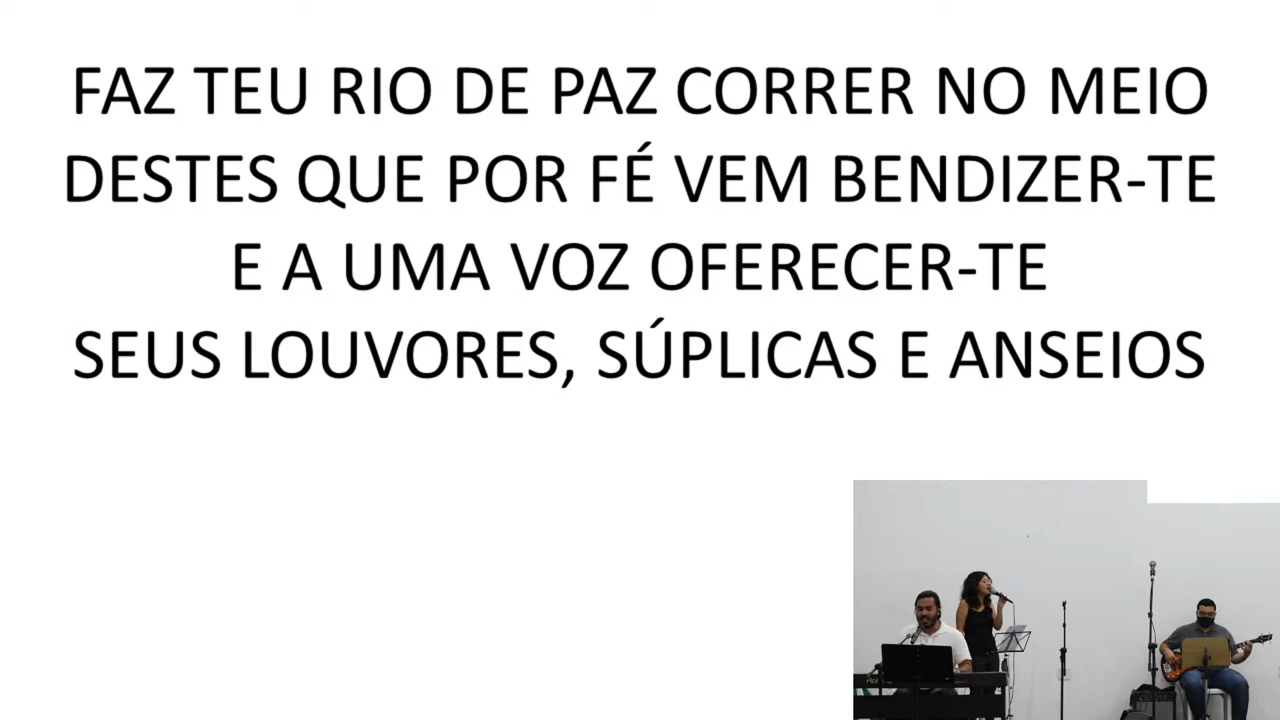 FAZ TEU RIO DE PAZ CORRER NO MEIO
DESTES QUE POR FÉ VEM BENDIZER-TE
E A UMA VOZ OFERECER-TE
SEUS LOUVORES, SÚPLICAS E ANSEIOS